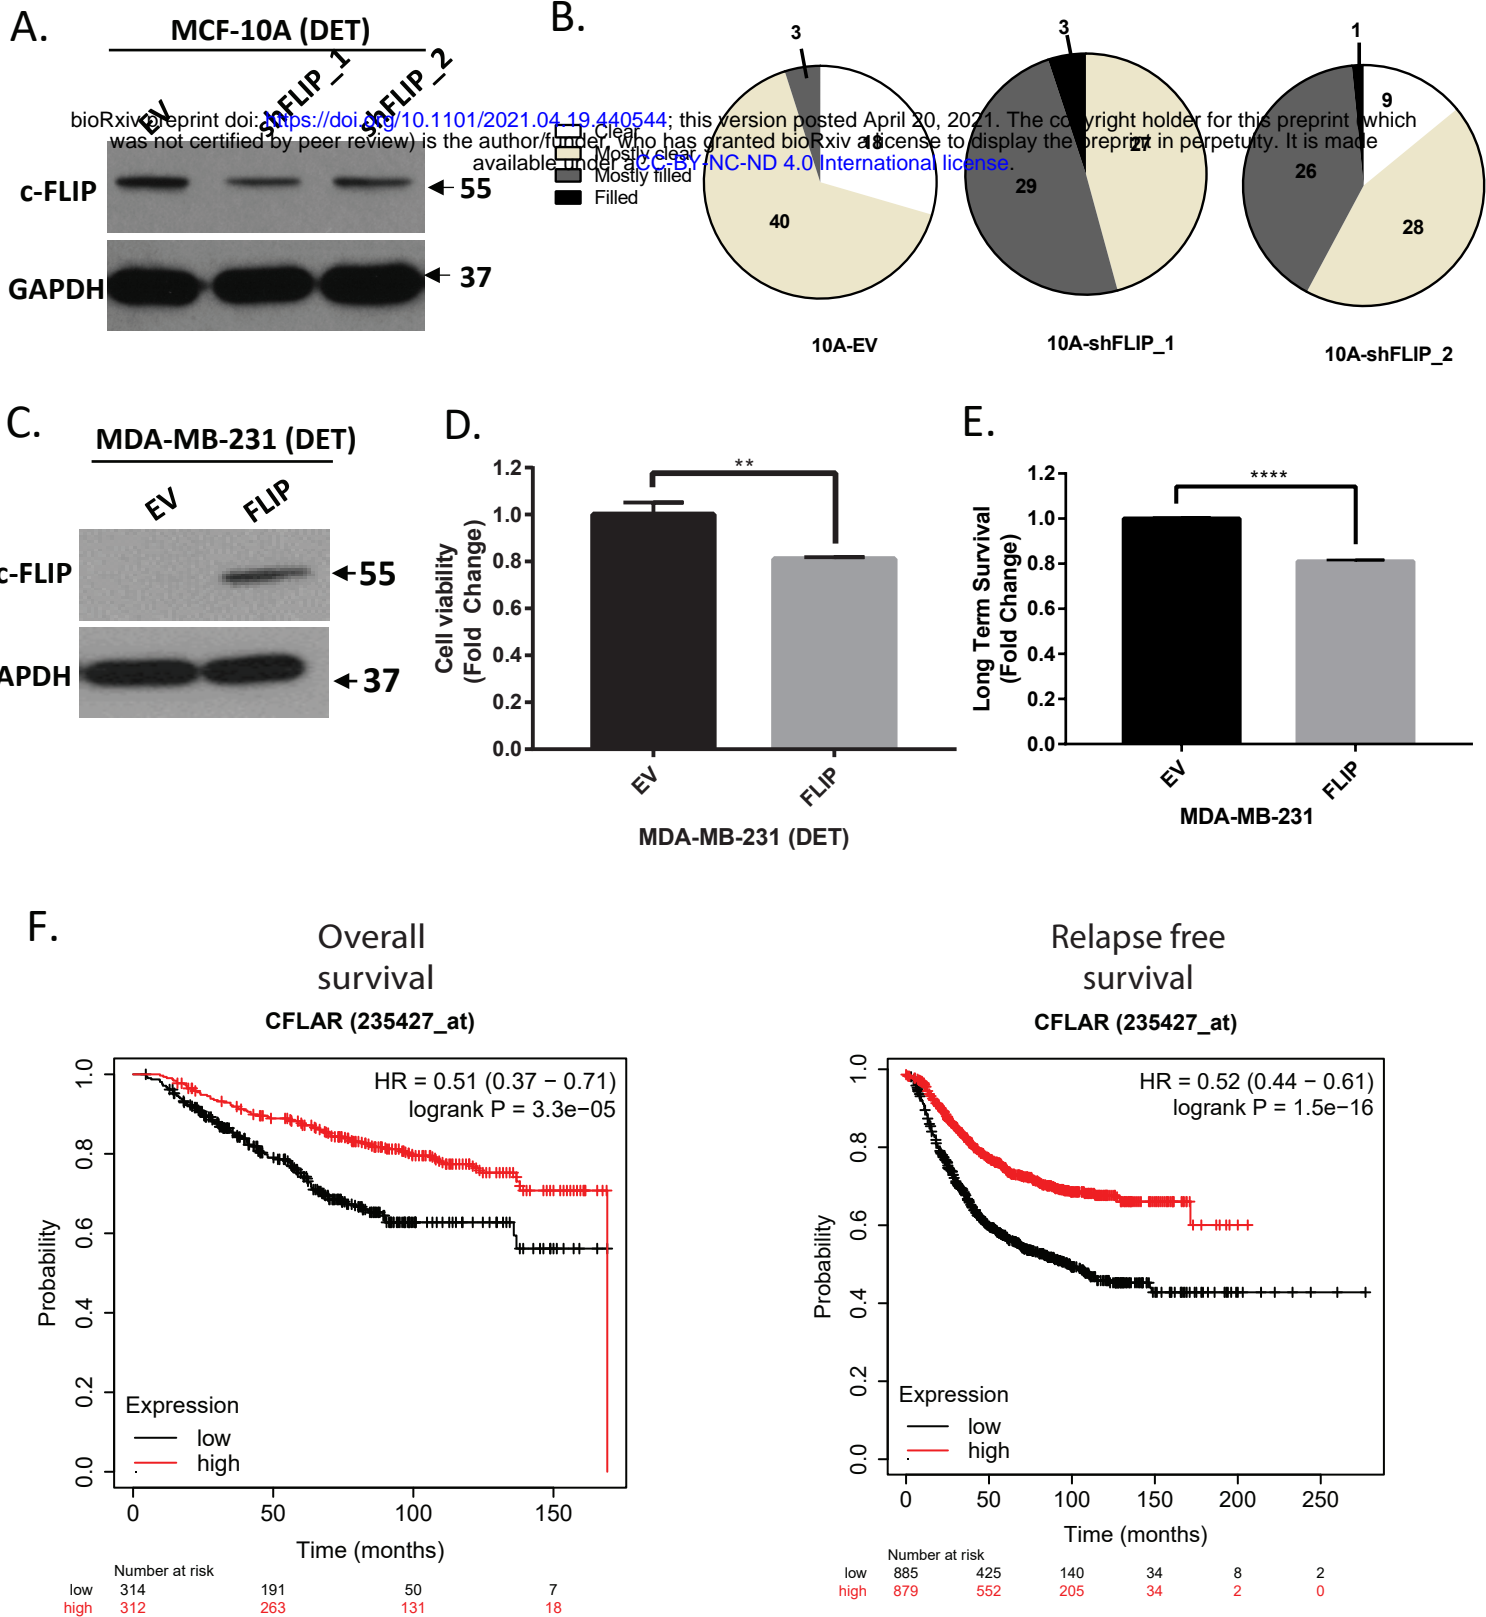 A.
MCF-10A (DET)
EV
shFLIP_1
shFLIP_2
c-FLIP
55
GAPDH
37
bioRxiv preprint doi: https://doi.org/10.1101/2021.04.19.440544; this version posted April 20, 2021. The copyright holder for this preprint (which
was not certified by peer review) is the author/funder, who has granted bioRxiv a license to display the preprint in perpetuity. It is made
available under aCC-BY-NC-ND 4.0 International license.
B.
Clear
Mostly clear
Mostly filled
Filled
3
18
40
10A-EV
3
27
29
10A-shFLIP_1
1
9
26
28
10A-shFLIP_2
C.
MDA-MB-231 (DET)
EV
FLIP
c-FLIP
55
APDH
37
D.
**
Cell viability
(Fold Change)
1.2
1.0
0.8
0.6
0.4
0.2
0.0
EV
FLIP
MDA-MB-231 (DET)
E.
****
Long Term Survival
(Fold Change)
1.2
1.0
0.8
0.6
0.4
0.2
0.0
EV
FLIP
MDA-MB-231
F.
Overall
survival
CFLAR (235427_at)
HR = 0.51 (0.37 − 0.71)
logrank P = 3.3e−05
Probability
1.0
0.8
0.6
0.4
0.2
0.0
Expression
low
high
0 50 100 150
Time (months)
Number at risk
low 314 191 50 7
high 312 263 131 18
Relapse free
survival
CFLAR (235427_at)
HR = 0.52 (0.44 − 0.61)
logrank P = 1.5e−16
Probability
1.0
0.8
0.6
0.4
0.2
0.0
Expression
low
high
0 50 100 150 200 250
Time (months)
Number at risk
low 885 425 140 34 8 2
high 879 552 205 34 2 0